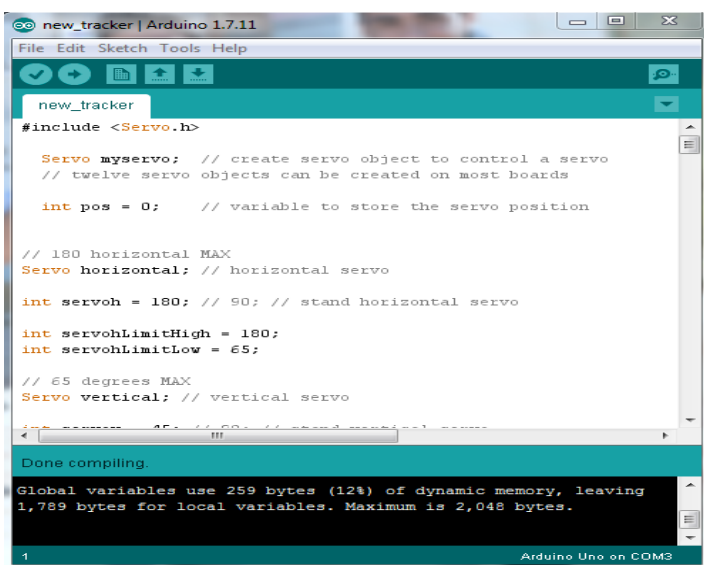 new_tracker | Arduino 1.7.11
File Edit Sketch Tools Help
new_tracker
#include <Servo.h>
Servo myservo; // create servo object to control a servo
// twelve servo objects can be created on most boards
int pos = 0; // variable to store the servo position
// 180 horizontal MAX
Servo horizontal; // horizontal servo
int servoh = 180; // 90; // stand horizontal servo
int servohLimitHigh = 180;
int servohLimitLow = 65;
// 65 degrees MAX
Servo vertical; // vertical servo
Done compiling.
Global variables use 259 bytes (12%) of dynamic memory, leaving
1,789 bytes for local variables. Maximum is 2,048 bytes.
1 Arduino Uno on COM3